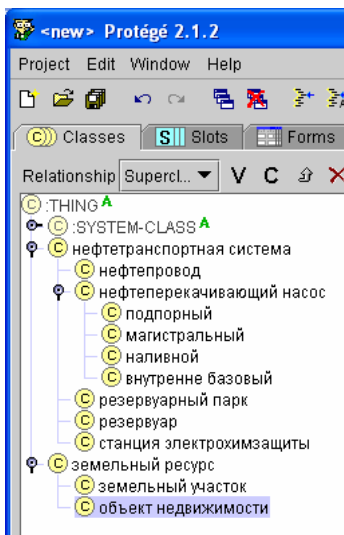 <new> Protégé 2.1.2
Project Edit Window Help
C Classes S Slots Forms
Relationship Supercl... V C
C :THING A
C :SYSTEM-CLASS A
C нефтетранспортная система
C нефтепровод
C нефтеперекачивающий насос
C подпорный
C магистральный
C наливной
C внутренне базовый
C резервуарный парк
C резервуар
C станция электрохимзащиты
C земельный ресурс
C земельный участок
C объект недвижимости